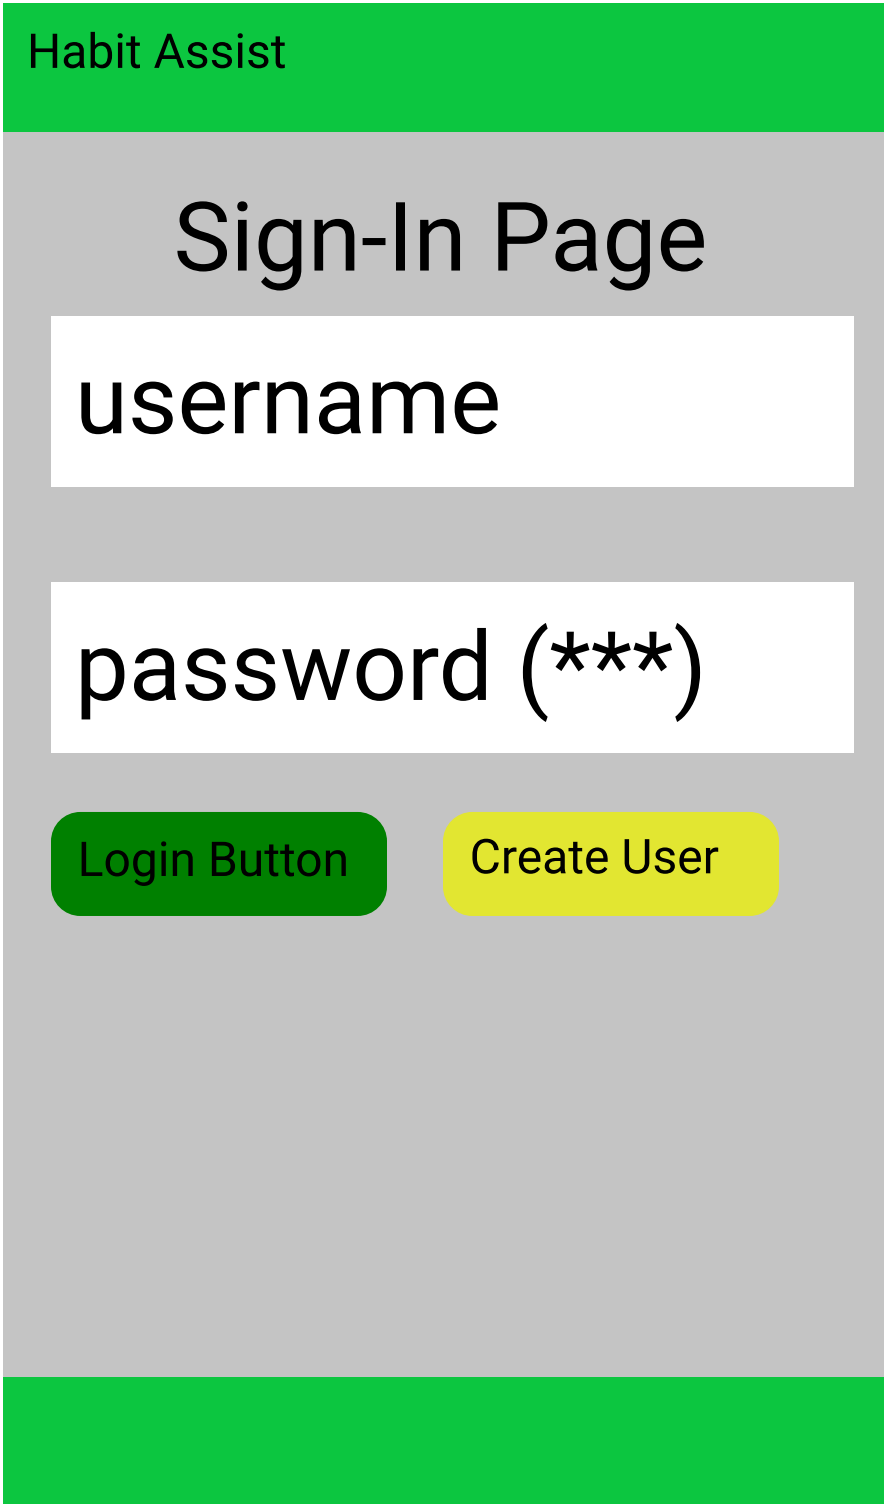 Habit Assist
Sign-In Page
username
password (***)
Login Button
Create User